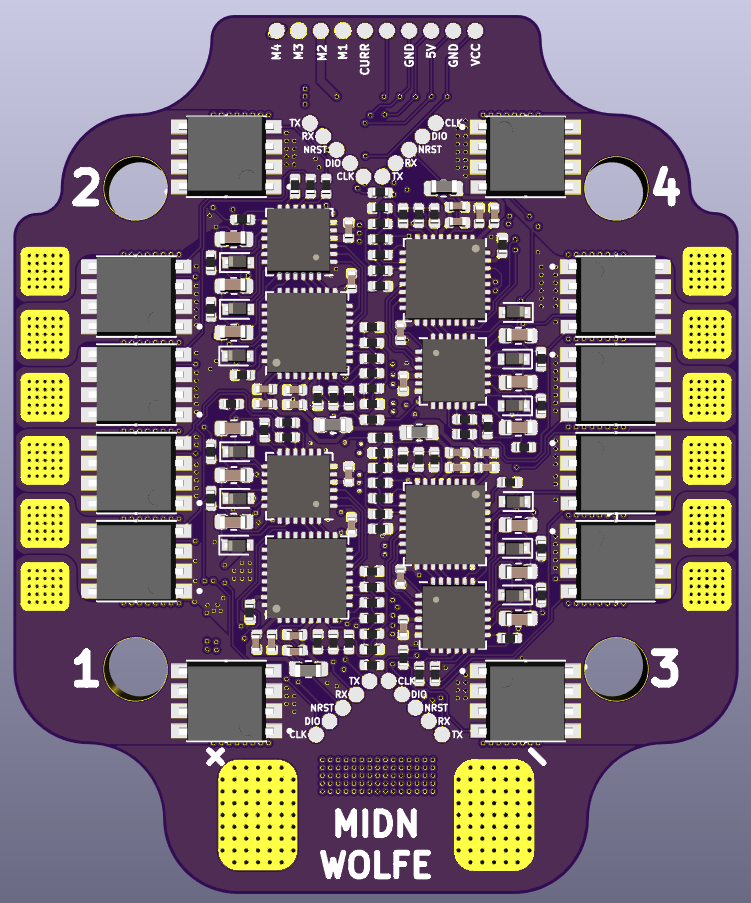 M4 M3 M2 M1 CURR GND 5V GND VCC
TX
RX
NRST
DIO
CLK
CLK
DIO
NRST
RX
TX
2
4
1
3
TX
RX
NRST
DIO
CLK
CLK
DIO
NRST
RX
TX
+ -
MIDN
WOLFE